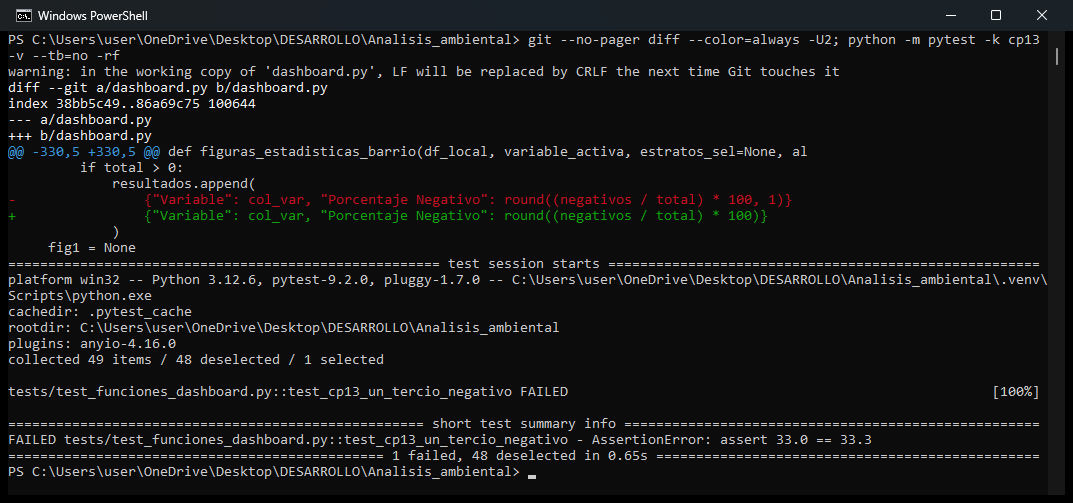 Windows PowerShell
PS C:\Users\user\OneDrive\Desktop\DESARROLLO\Analisis_ambiental> git --no-pager diff --color=always -U2; python -m pytest -k cp13
-v --tb=no -rf
warning: in the working copy of 'dashboard.py', LF will be replaced by CRLF the next time Git touches it
diff --git a/dashboard.py b/dashboard.py
index 38bb5c49..86a69c75 100644
--- a/dashboard.py
+++ b/dashboard.py
@@ -330,5 +330,5 @@ def figuras_estadisticas_barrio(df_local, variable_activa, estratos_sel=None, al
         if total > 0:
             resultados.append(
-                {"Variable": col_var, "Porcentaje Negativo": round((negativos / total) * 100, 1)}
+                {"Variable": col_var, "Porcentaje Negativo": round((negativos / total) * 100)}
             )
     fig1 = None
====================================================== test session starts ======================================================
platform win32 -- Python 3.12.6, pytest-9.2.0, pluggy-1.7.0 -- C:\Users\user\OneDrive\Desktop\DESARROLLO\Analisis_ambiental\.venv\
Scripts\python.exe
cachedir: .pytest_cache
rootdir: C:\Users\user\OneDrive\Desktop\DESARROLLO\Analisis_ambiental
plugins: anyio-4.16.0
collected 49 items / 48 deselected / 1 selected
tests/test_funciones_dashboard.py::test_cp13_un_tercio_negativo FAILED                                                     [100%]
==================================================== short test summary info ====================================================
FAILED tests/test_funciones_dashboard.py::test_cp13_un_tercio_negativo - AssertionError: assert 33.0 == 33.3
=============================================== 1 failed, 48 deselected in 0.65s ================================================
PS C:\Users\user\OneDrive\Desktop\DESARROLLO\Analisis_ambiental>